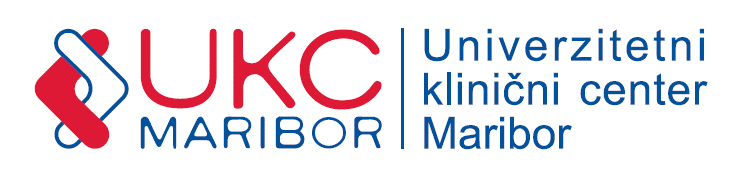 UKC
MARIBOR
Univerzitetni
klinični center
Maribor